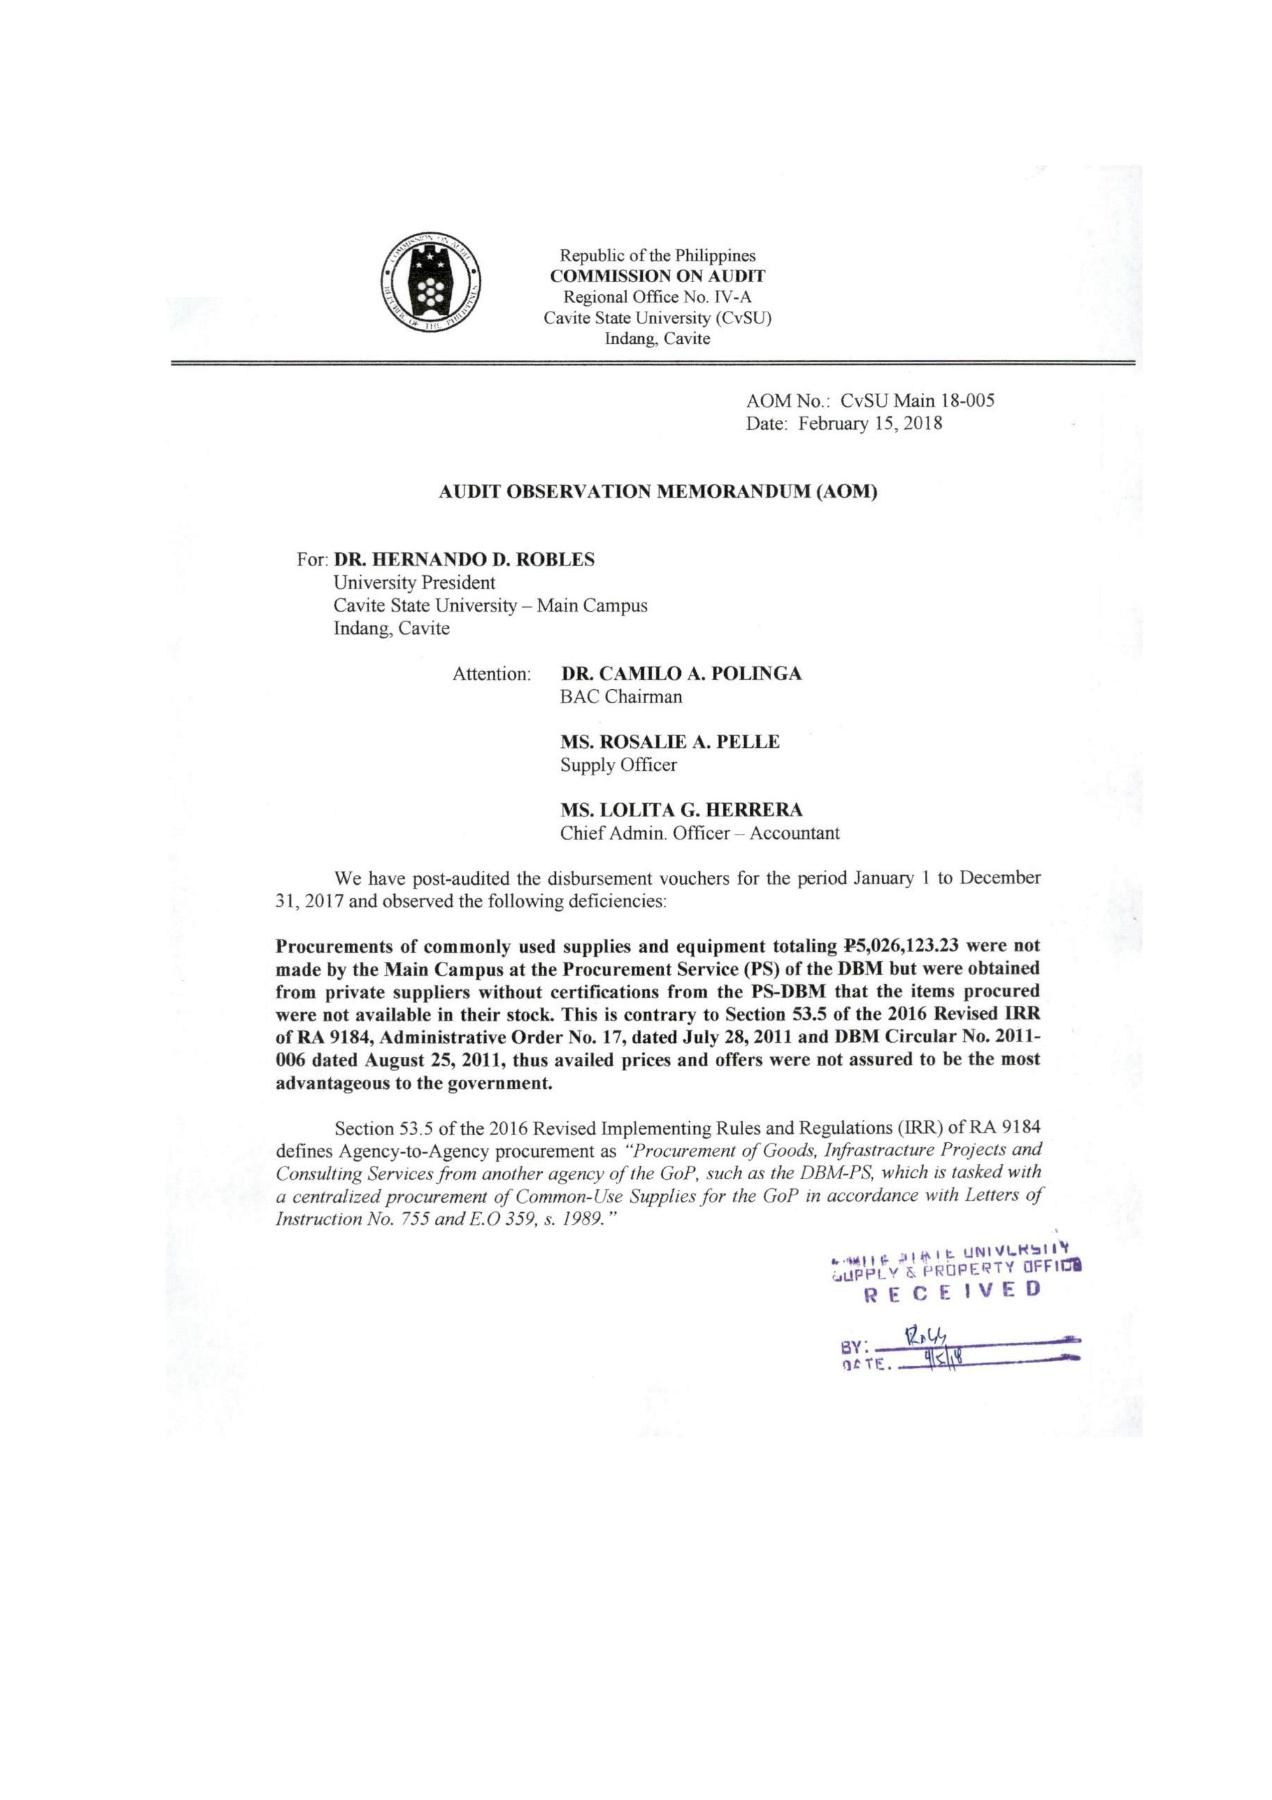 COMMISSION ON AUDIT
REPUBLIC OF THE PHILIPPINES
Republic of the Philippines
COMMISSION ON AUDIT
Regional Office No. IV-A
Cavite State University (CvSU)
Indang, Cavite
AOM No.: CvSU Main 18-005
Date: February 15, 2018
AUDIT OBSERVATION MEMORANDUM (AOM)
For: DR. HERNANDO D. ROBLES
University President
Cavite State University – Main Campus
Indang, Cavite
Attention: DR. CAMILO A. POLINGA
BAC Chairman
MS. ROSALIE A. PELLE
Supply Officer
MS. LOLITA G. HERRERA
Chief Admin. Officer – Accountant
We have post-audited the disbursement vouchers for the period January 1 to December
31, 2017 and observed the following deficiencies:
Procurements of commonly used supplies and equipment totaling ₱5,026,123.23 were not
made by the Main Campus at the Procurement Service (PS) of the DBM but were obtained
from private suppliers without certifications from the PS-DBM that the items procured
were not available in their stock. This is contrary to Section 53.5 of the 2016 Revised IRR
of RA 9184, Administrative Order No. 17, dated July 28, 2011 and DBM Circular No. 2011-
006 dated August 25, 2011, thus availed prices and offers were not assured to be the most
advantageous to the government.
Section 53.5 of the 2016 Revised Implementing Rules and Regulations (IRR) of RA 9184
defines Agency-to-Agency procurement as “Procurement of Goods, Infrastracture Projects and
Consulting Services from another agency of the GoP, such as the DBM-PS, which is tasked with
a centralized procurement of Common-Use Supplies for the GoP in accordance with Letters of
Instruction No. 755 and E.O 359, s. 1989.”
STATE UNIVERSITY
SUPPLY & PROPERTY OFFICE
RECEIVED
BY:
DATE.